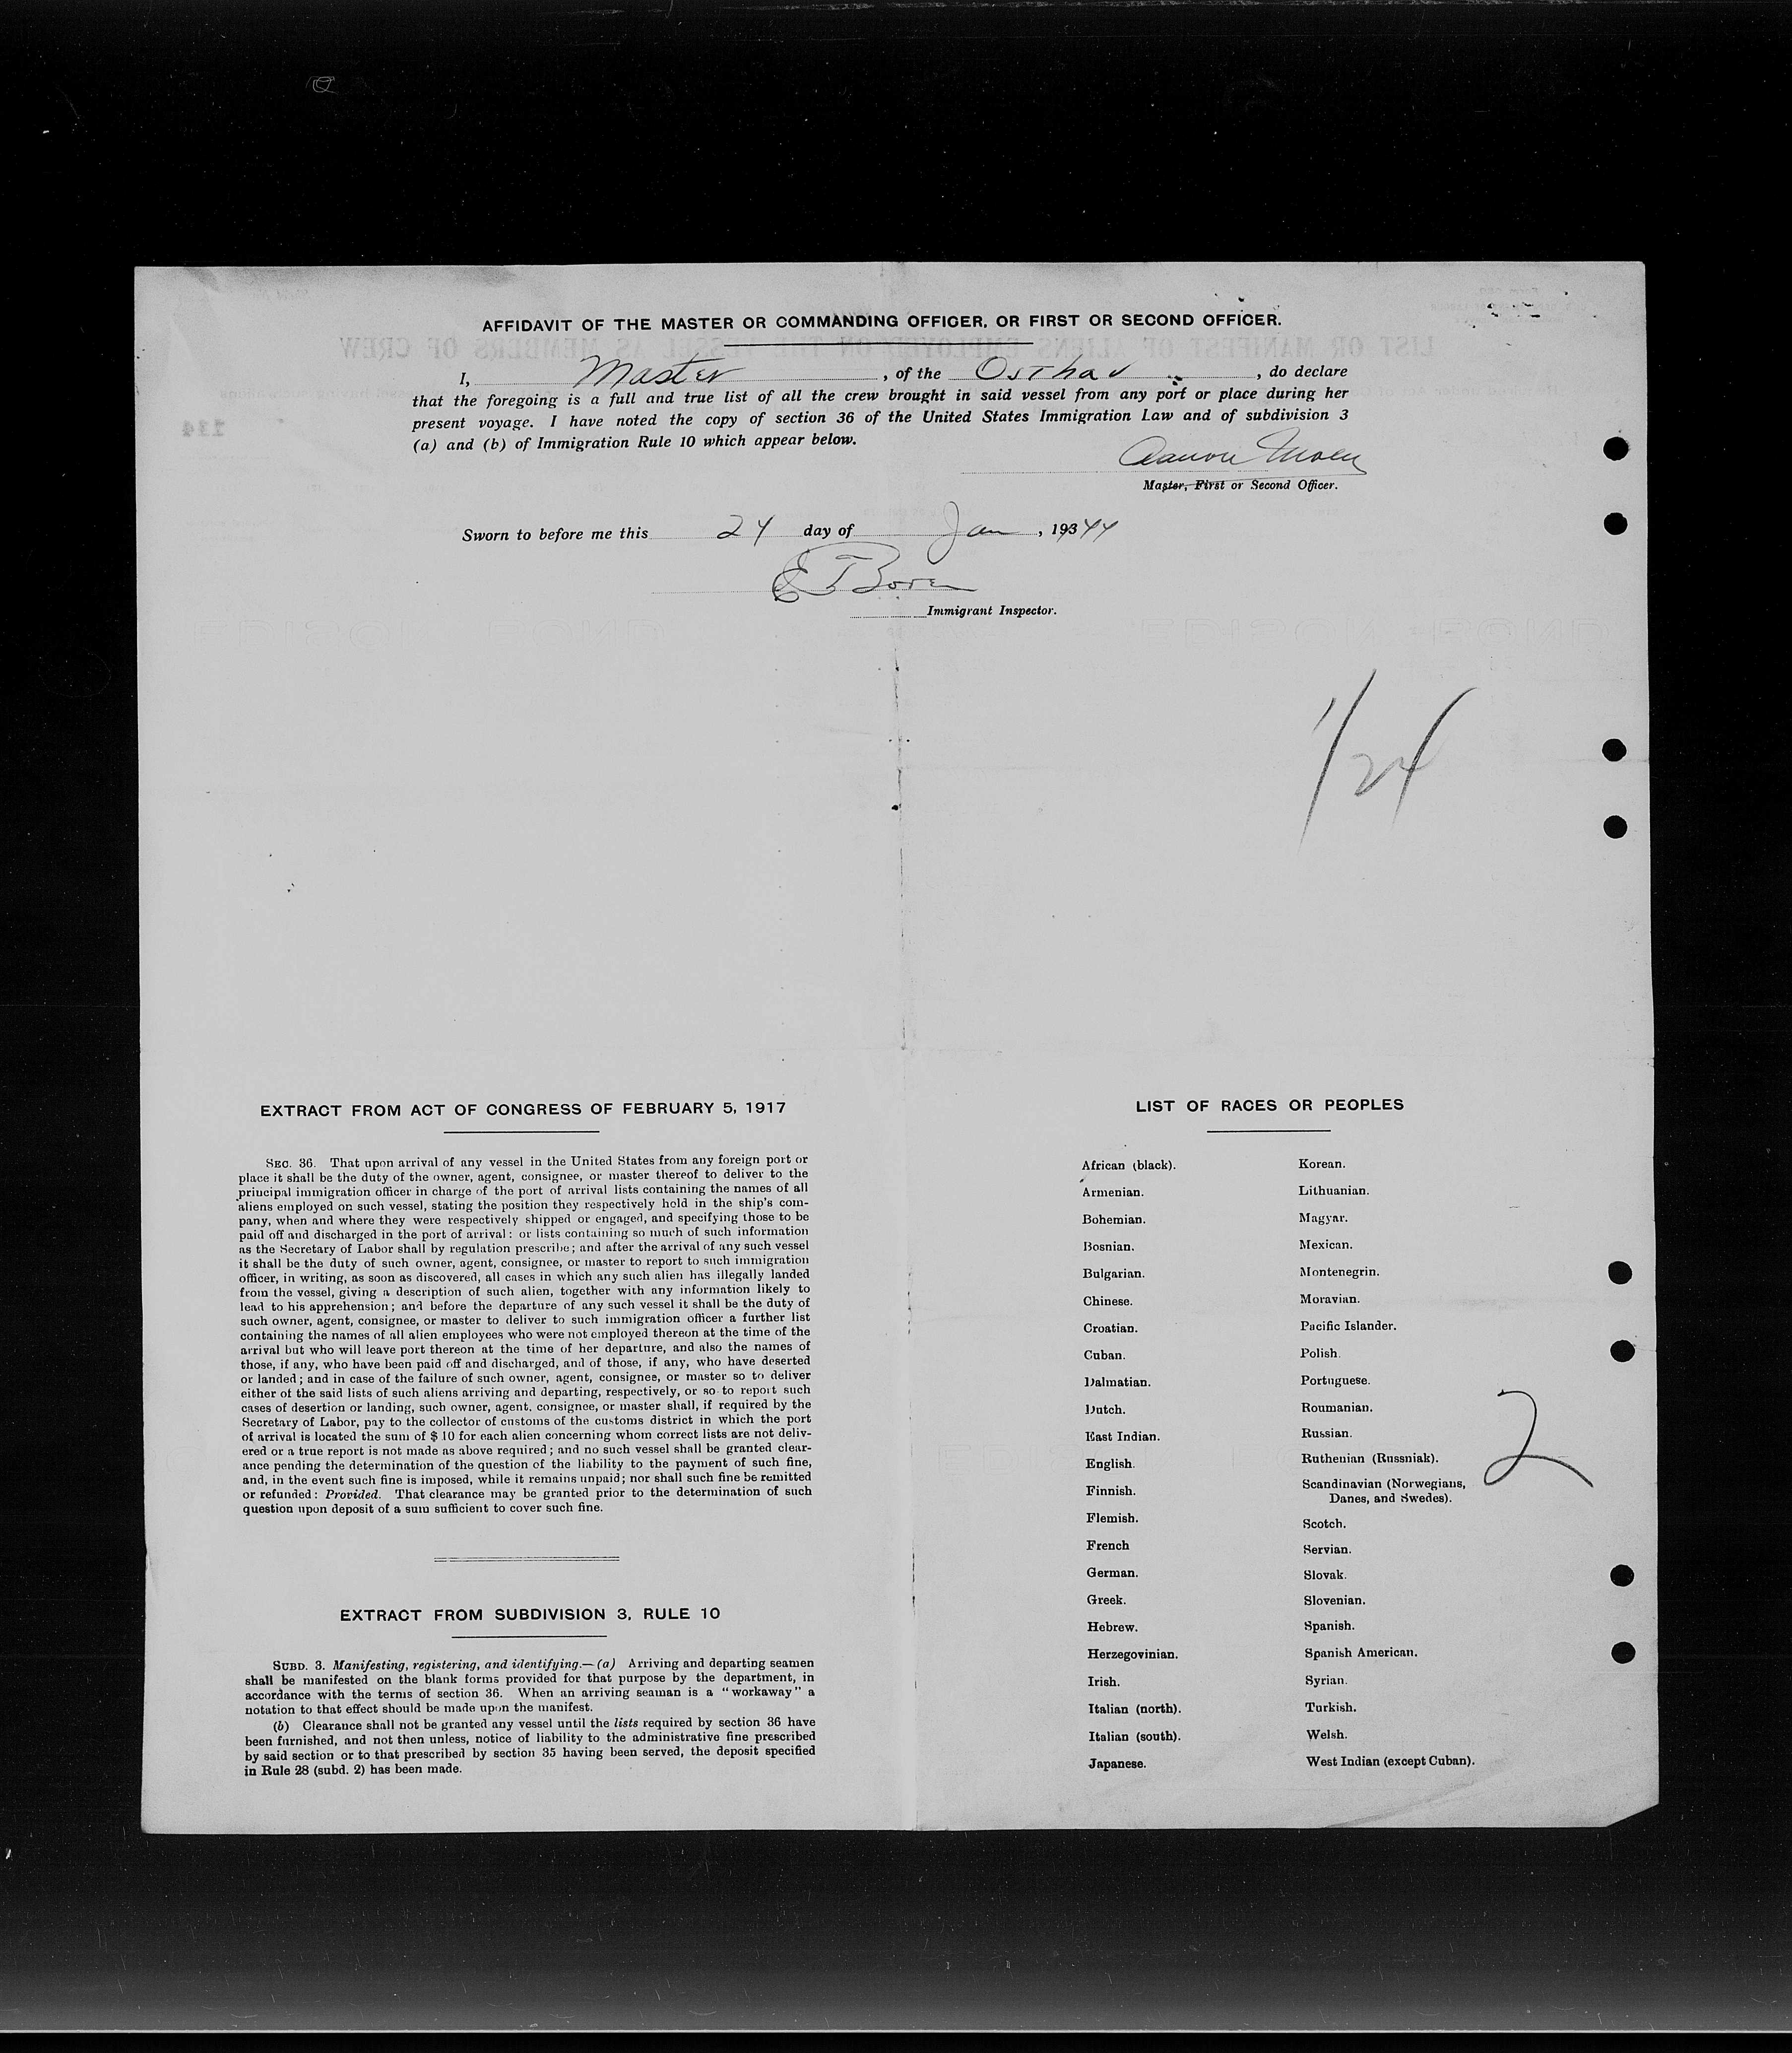 AFFIDAVIT OF THE MASTER OR COMMANDING OFFICER, OR FIRST OR SECOND OFFICER.
I, Master, of the Osthav, do declare
that the foregoing is a full and true list of all the crew brought in said vessel from any port or place during her
present voyage. I have noted the copy of section 36 of the United States Immigration Law and of subdivision 3
(a) and (b) of Immigration Rule 10 which appear below.
Master, First or Second Officer.
Sworn to before me this 24 day of Jan, 19344
Immigrant Inspector.
1/24
EXTRACT FROM ACT OF CONGRESS OF FEBRUARY 5, 1917
SEC. 36. That upon arrival of any vessel in the United States from any foreign port or
place it shall be the duty of the owner, agent, consignee, or master thereof to deliver to the
principal immigration officer in charge of the port of arrival lists containing the names of all
aliens employed on such vessel, stating the position they respectively hold in the ship's com-
pany, when and where they were respectively shipped or engaged, and specifying those to be
paid off and discharged in the port of arrival: or lists containing so much of such information
as the Secretary of Labor shall by regulation prescribe; and after the arrival of any such vessel
it shall be the duty of such owner, agent, consignee, or master to report to such immigration
officer, in writing, as soon as discovered, all cases in which any such alien has illegally landed
from the vessel, giving a description of such alien, together with any information likely to
lead to his apprehension; and before the departure of any such vessel it shall be the duty of
such owner, agent, consignee, or master to deliver to such immigration officer a further list
containing the names of all alien employees who were not employed thereon at the time of the
arrival but who will leave port thereon at the time of her departure, and also the names of
those, if any, who have been paid off and discharged, and of those, if any, who have deserted
or landed; and in case of the failure of such owner, agent, consignee, or master so to deliver
either of the said lists of such aliens arriving and departing, respectively, or so to report such
cases of desertion or landing, such owner, agent. consignee, or master shall, if required by the
Secretary of Labor, pay to the collector of customs of the customs district in which the port
of arrival is located the sum of $ 10 for each alien concerning whom correct lists are not deliv-
ered or a true report is not made as above required; and no such vessel shall be granted clear-
ance pending the determination of the question of the liability to the payment of such fine,
and, in the event such fine is imposed, while it remains unpaid; nor shall such fine be remitted
or refunded: Provided. That clearance may be granted prior to the determination of such
question upon deposit of a sum sufficient to cover such fine.
EXTRACT FROM SUBDIVISION 3, RULE 10
SUBD. 3. Manifesting, registering, and identifying.—(a) Arriving and departing seamen
shall be manifested on the blank forms provided for that purpose by the department, in
accordance with the terms of section 36. When an arriving seaman is a "workaway" a
notation to that effect should be made upon the manifest.
(b) Clearance shall not be granted any vessel until the lists required by section 36 have
been furnished, and not then unless, notice of liability to the administrative fine prescribed
by said section or to that prescribed by section 35 having been served, the deposit specified
in Rule 28 (subd. 2) has been made.
LIST OF RACES OR PEOPLES
African (black).
Armenian.
Bohemian.
Bosnian.
Bulgarian.
Chinese.
Croatian.
Cuban.
Dalmatian.
Dutch.
East Indian.
English.
Finnish.
Flemish.
French
German.
Greek.
Hebrew.
Herzegovinian.
Irish.
Italian (north).
Italian (south).
Japanese.
Korean.
Lithuanian.
Magyar.
Mexican.
Montenegrin.
Moravian.
Pacific Islander.
Polish.
Portuguese.
Roumanian.
Russian.
Ruthenian (Russniak).
Scandinavian (Norwegians,
Danes, and Swedes).
Scotch.
Servian.
Slovak.
Slovenian.
Spanish.
Spanish American.
Syrian.
Turkish.
Welsh.
West Indian (except Cuban).
2